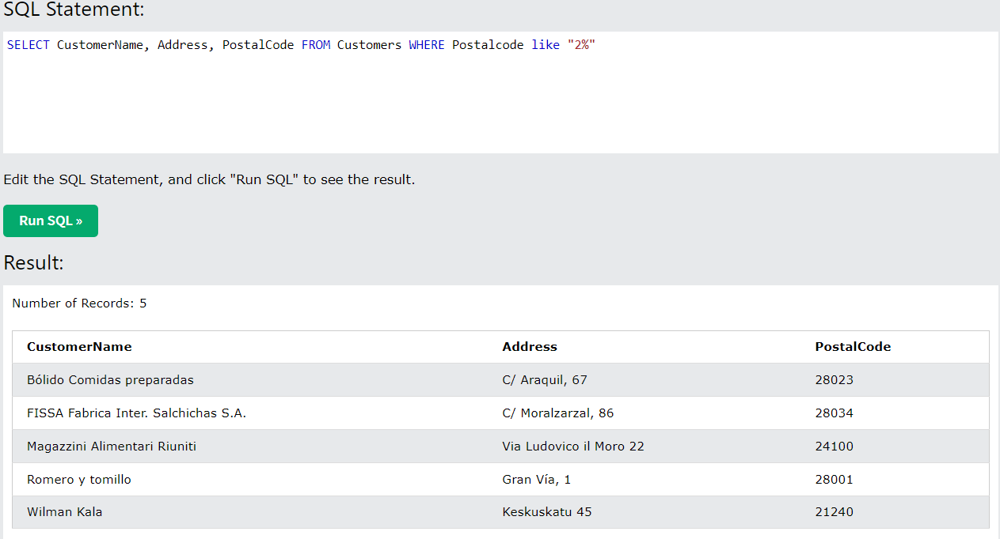 SQL Statement:
SELECT CustomerName, Address, PostalCode FROM Customers WHERE Postalcode like "2%"
Edit the SQL Statement, and click "Run SQL" to see the result.
Run SQL »
Result:
Number of Records: 5
CustomerName Address PostalCode
Bólido Comidas preparadas C/ Araquil, 67 28023
FISSA Fabrica Inter. Salchichas S.A. C/ Moralzarzal, 86 28034
Magazzini Alimentari Riuniti Via Ludovico il Moro 22 24100
Romero y tomillo Gran Vía, 1 28001
Wilman Kala Keskuskatu 45 21240